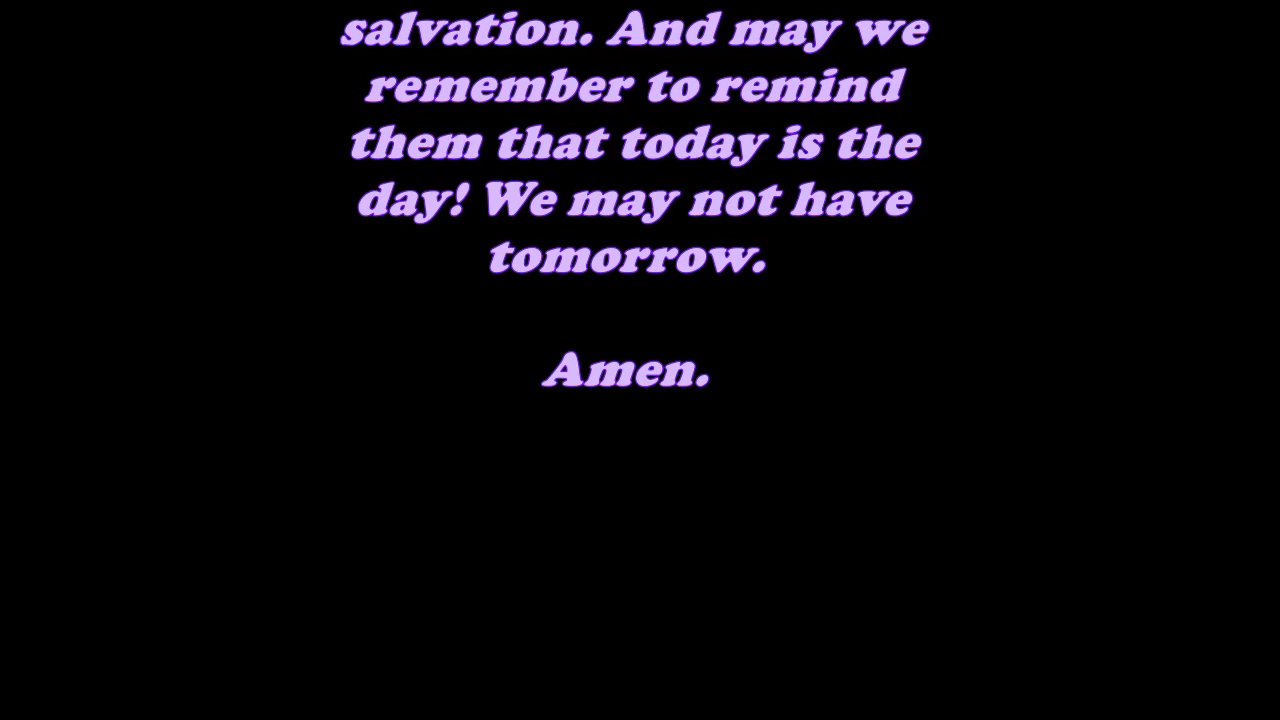 salvation. And may we
remember to remind
them that today is the
day! We may not have
tomorrow.
Amen.